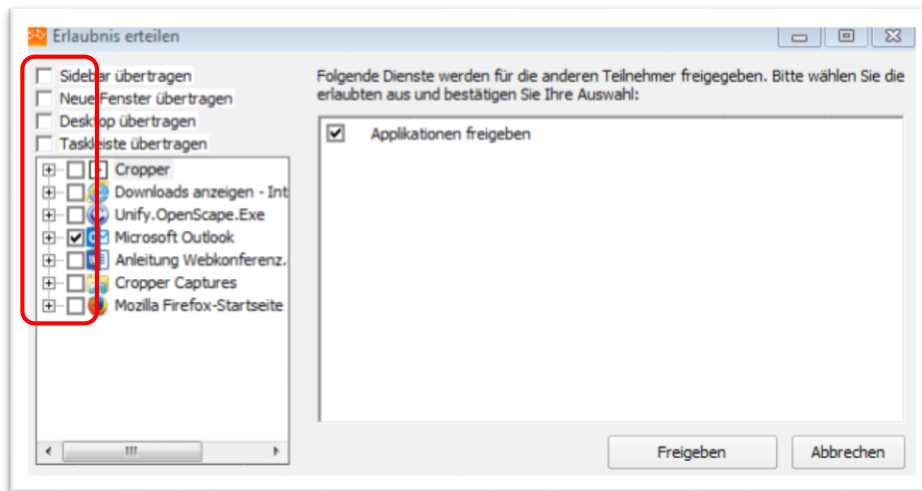 Erlaubnis erteilen
Sidebar übertragen
Neue Fenster übertragen
Desktop übertragen
Taskleiste übertragen
Cropper
Downloads anzeigen - Int
Unify.OpenScape.Exe
Microsoft Outlook
Anleitung Webkonferenz.
Cropper Captures
Mozilla Firefox-Startseite
Folgende Dienste werden für die anderen Teilnehmer freigegeben. Bitte wählen Sie die
erlaubten aus und bestätigen Sie Ihre Auswahl:
Applikationen freigeben
Freigeben
Abbrechen